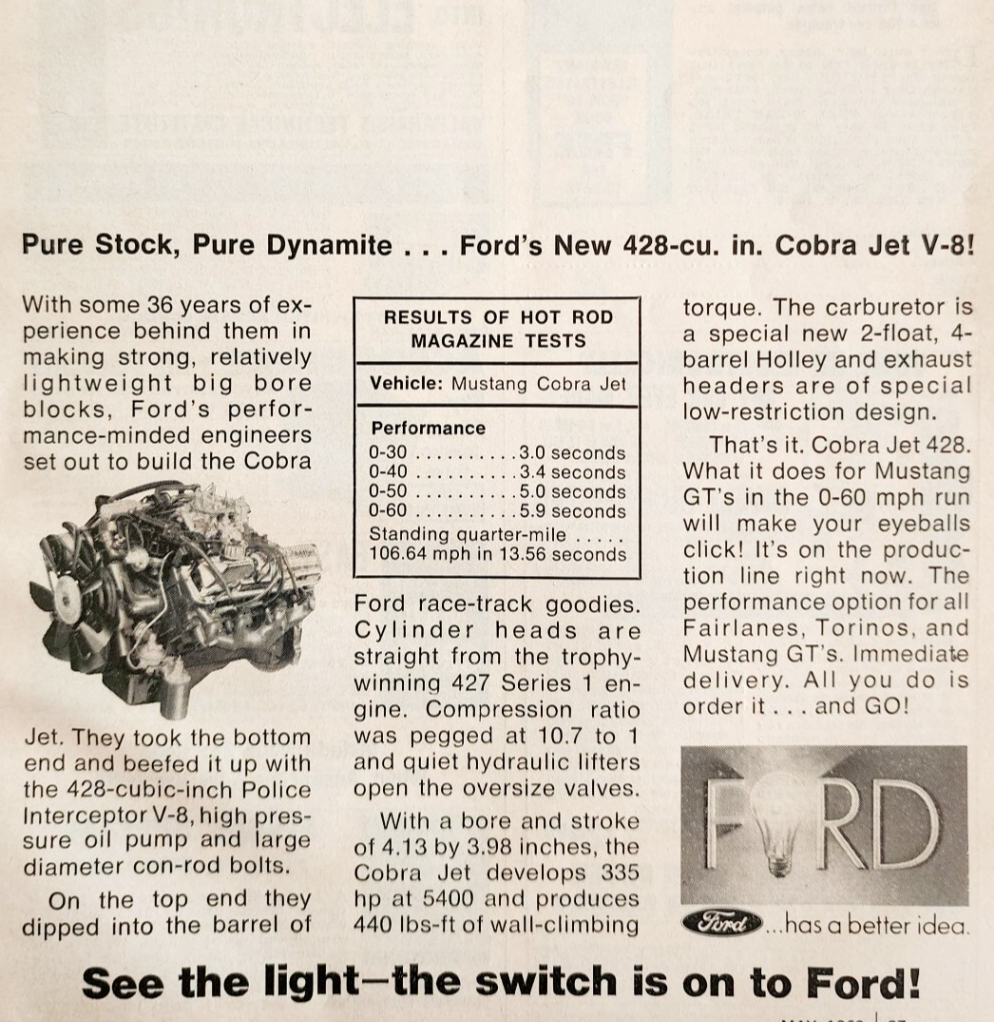 Pure Stock, Pure Dynamite . . . Ford's New 428-cu. in. Cobra Jet V-8!
With some 36 years of ex-
perience behind them in
making strong, relatively
lightweight big bore
blocks, Ford's perfor-
mance-minded engineers
set out to build the Cobra
Jet. They took the bottom
end and beefed it up with
the 428-cubic-inch Police
Interceptor V-8, high pres-
sure oil pump and large
diameter con-rod bolts.
On the top end they
dipped into the barrel of
RESULTS OF HOT ROD
MAGAZINE TESTS
Vehicle: Mustang Cobra Jet
Performance
0-30 . . . . . . . . . . 3.0 seconds
0-40 . . . . . . . . . . 3.4 seconds
0-50 . . . . . . . . . . 5.0 seconds
0-60 . . . . . . . . . . 5.9 seconds
Standing quarter-mile . . . . .
106.64 mph in 13.56 seconds
Ford race-track goodies.
Cylinder heads are
straight from the trophy-
winning 427 Series 1 en-
gine. Compression ratio
was pegged at 10.7 to 1
and quiet hydraulic lifters
open the oversize valves.
With a bore and stroke
of 4.13 by 3.98 inches, the
Cobra Jet develops 335
hp at 5400 and produces
440 lbs-ft of wall-climbing
torque. The carburetor is
a special new 2-float, 4-
barrel Holley and exhaust
headers are of special
low-restriction design.
That's it. Cobra Jet 428.
What it does for Mustang
GT's in the 0-60 mph run
will make your eyeballs
click! It's on the produc-
tion line right now. The
performance option for all
Fairlanes, Torinos, and
Mustang GT's. Immediate
delivery. All you do is
order it . . . and GO!
FORD
Ford ...has a better idea.
See the light—the switch is on to Ford!